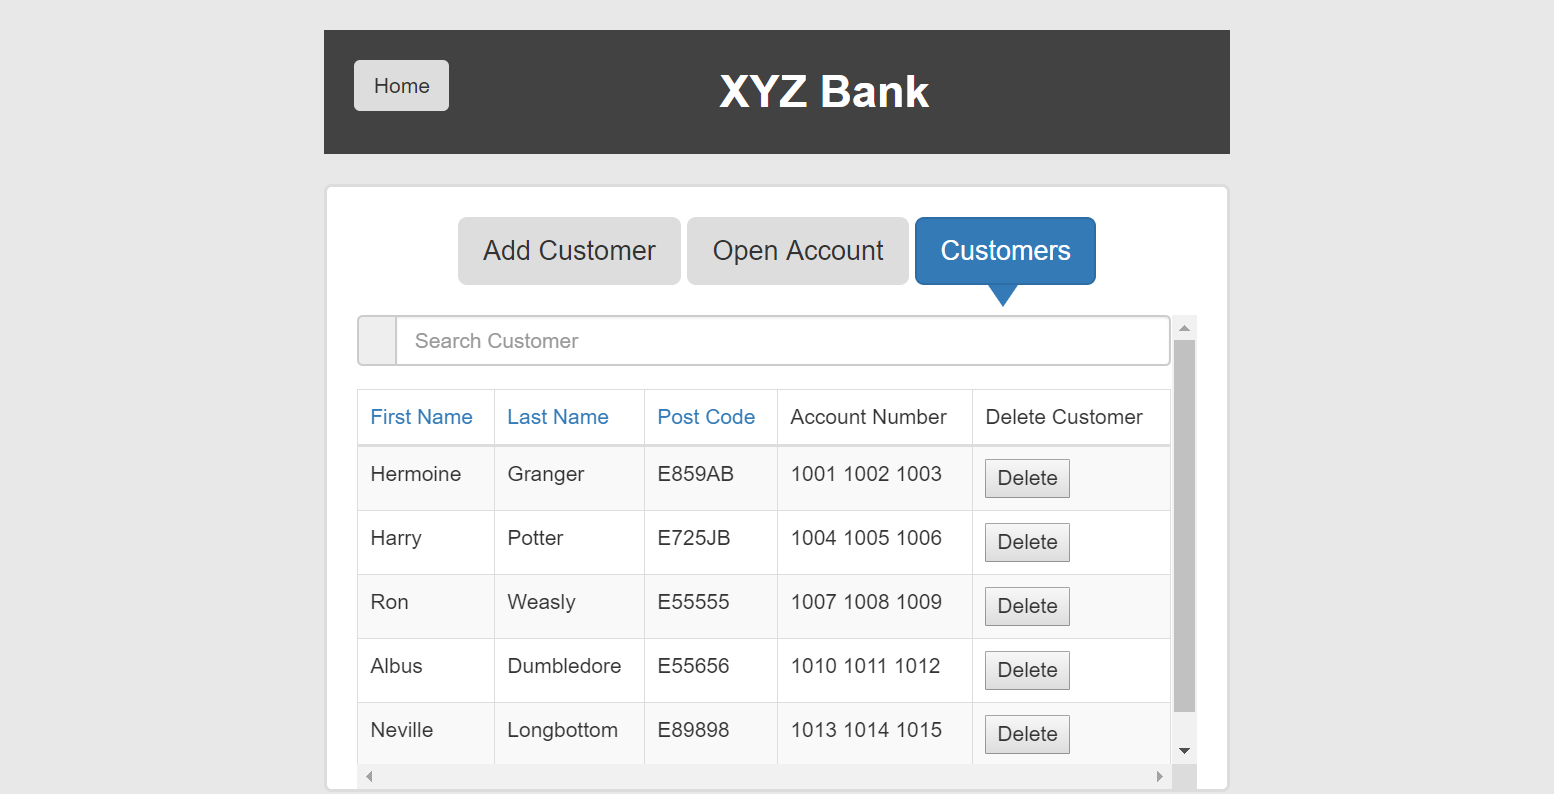 Home
XYZ Bank
Add Customer Open Account Customers
Search Customer
First Name Last Name Post Code Account Number Delete Customer
Hermoine Granger E859AB 1001 1002 1003 Delete
Harry Potter E725JB 1004 1005 1006 Delete
Ron Weasly E55555 1007 1008 1009 Delete
Albus Dumbledore E55656 1010 1011 1012 Delete
Neville Longbottom E89898 1013 1014 1015 Delete